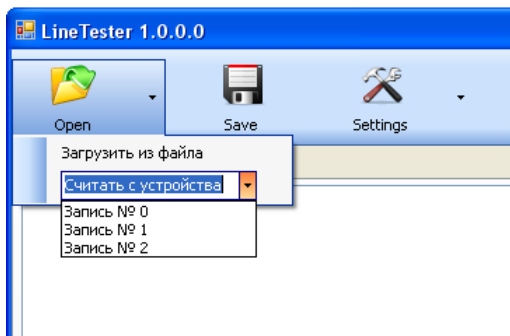 LineTester 1.0.0.0
Open Save Settings
Загрузить из файла
Считать с устройства
Запись № 0
Запись № 1
Запись № 2